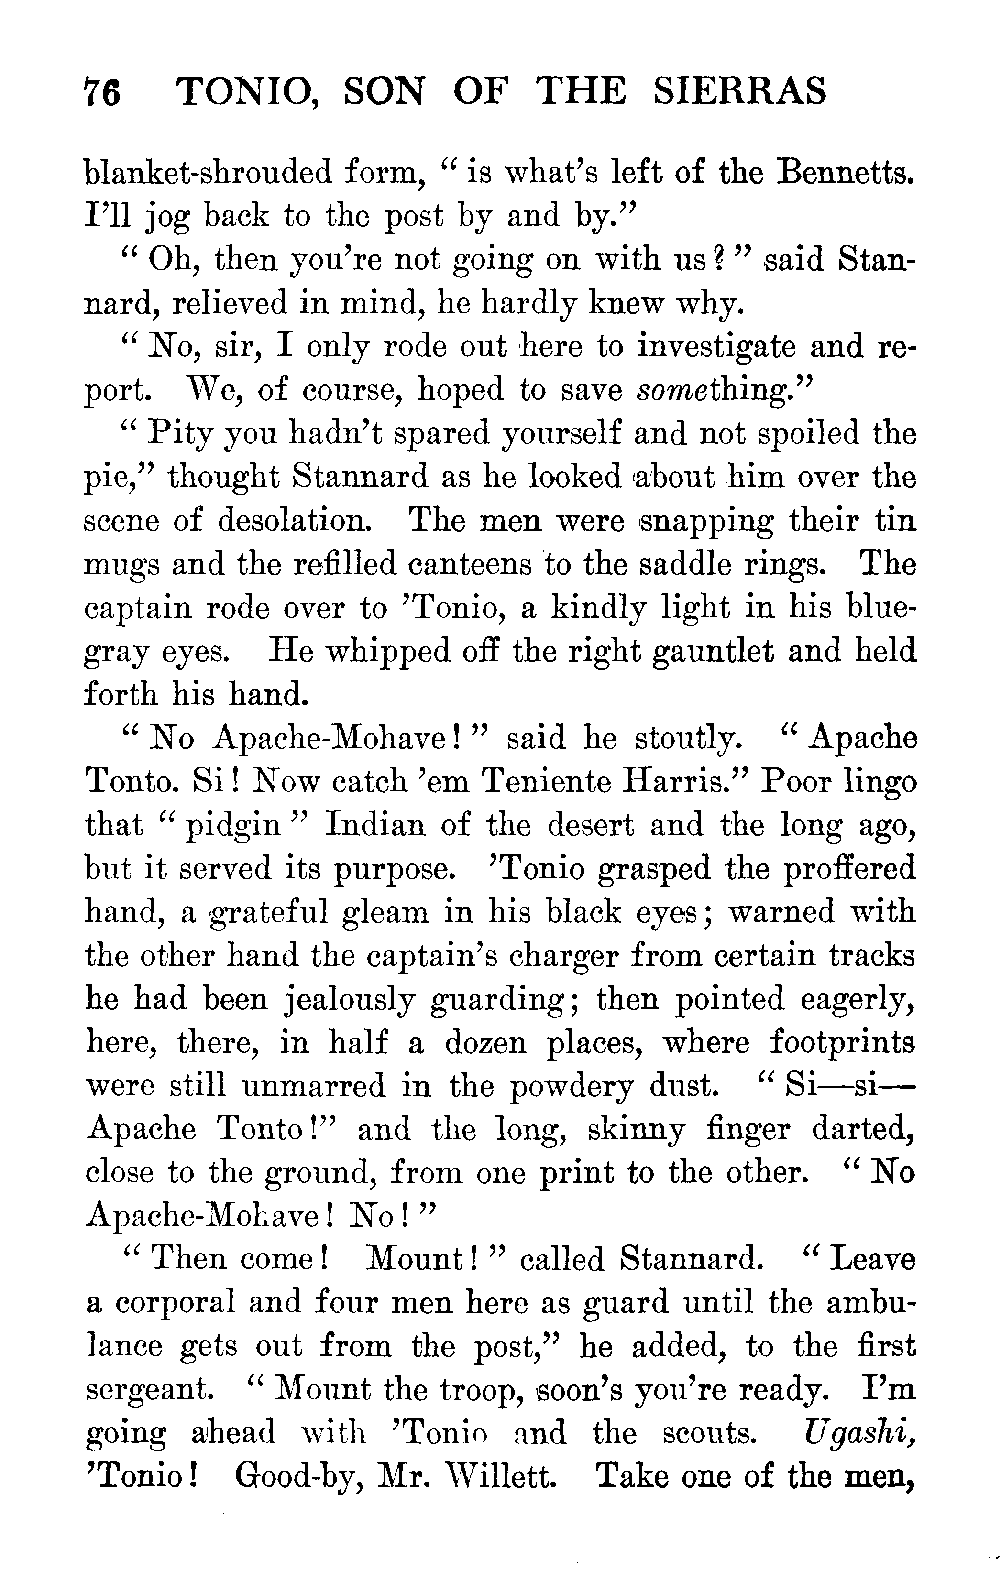 76 TONIO, SON OF THE SIERRAS
blanket-shrouded form, “ is what’s left of the Bennetts.
I’ll jog back to the post by and by.”
“ Oh, then you’re not going on with us ? ” said Stan-
nard, relieved in mind, he hardly knew why.
“ No, sir, I only rode out here to investigate and re-
port. We, of course, hoped to save something.”
“ Pity you hadn’t spared yourself and not spoiled the
pie,” thought Stannard as he looked about him over the
scene of desolation. The men were snapping their tin
mugs and the refilled canteens to the saddle rings. The
captain rode over to ’Tonio, a kindly light in his blue-
gray eyes. He whipped off the right gauntlet and held
forth his hand.
“ No Apache-Mohave ! ” said he stoutly. “ Apache
Tonto. Si ! Now catch ’em Teniente Harris.” Poor lingo
that “ pidgin ” Indian of the desert and the long ago,
but it served its purpose. ’Tonio grasped the proffered
hand, a grateful gleam in his black eyes ; warned with
the other hand the captain’s charger from certain tracks
he had been jealously guarding ; then pointed eagerly,
here, there, in half a dozen places, where footprints
were still unmarred in the powdery dust. “ Si—si—
Apache Tonto !” and the long, skinny finger darted,
close to the ground, from one print to the other. “ No
Apache-Mohave ! No ! ”
“ Then come ! Mount ! ” called Stannard. “ Leave
a corporal and four men here as guard until the ambu-
lance gets out from the post,” he added, to the first
sergeant. “ Mount the troop, soon’s you’re ready. I’m
going ahead with ’Tonio and the scouts. Ugashi,
’Tonio ! Good-by, Mr. Willett. Take one of the men,